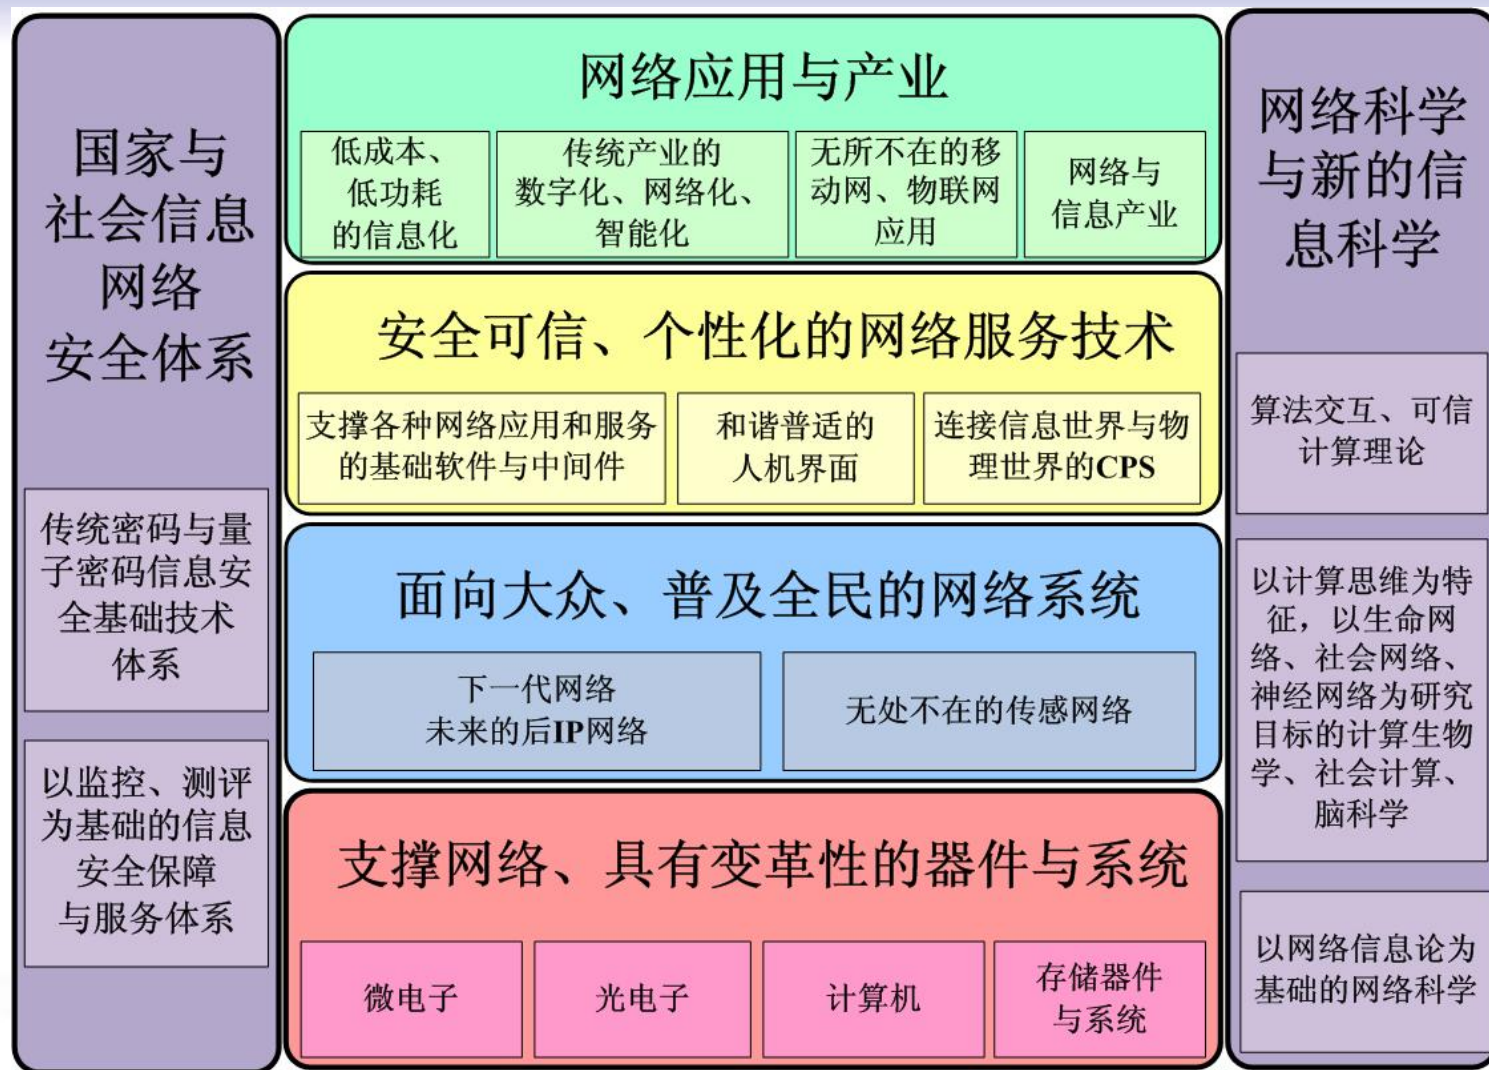 国家与
社会信息
网络
安全体系
传统密码与量
子密码信息安
全基础技术
体系
以监控、测评
为基础的信息
安全保障
与服务体系
网络应用与产业
低成本、
低功耗
的信息化
传统产业的
数字化、网络化、
智能化
无所不在的移
动网、物联网
应用
网络与
信息产业
安全可信、个性化的网络服务技术
支撑各种网络应用和服务
的基础软件与中间件
和谐普适的
人机界面
连接信息世界与物
理世界的CPS
面向大众、普及全民的网络系统
下一代网络
未来的后IP网络
无处不在的传感网络
支撑网络、具有变革性的器件与系统
微电子
光电子
计算机
存储器件
与系统
网络科学
与新的信
息科学
算法交互、可信
计算理论
以计算思维为特
征，以生命网
络、社会网络、
神经网络为研究
目标的计算生物
学、社会计算、
脑科学
以网络信息论为
基础的网络科学